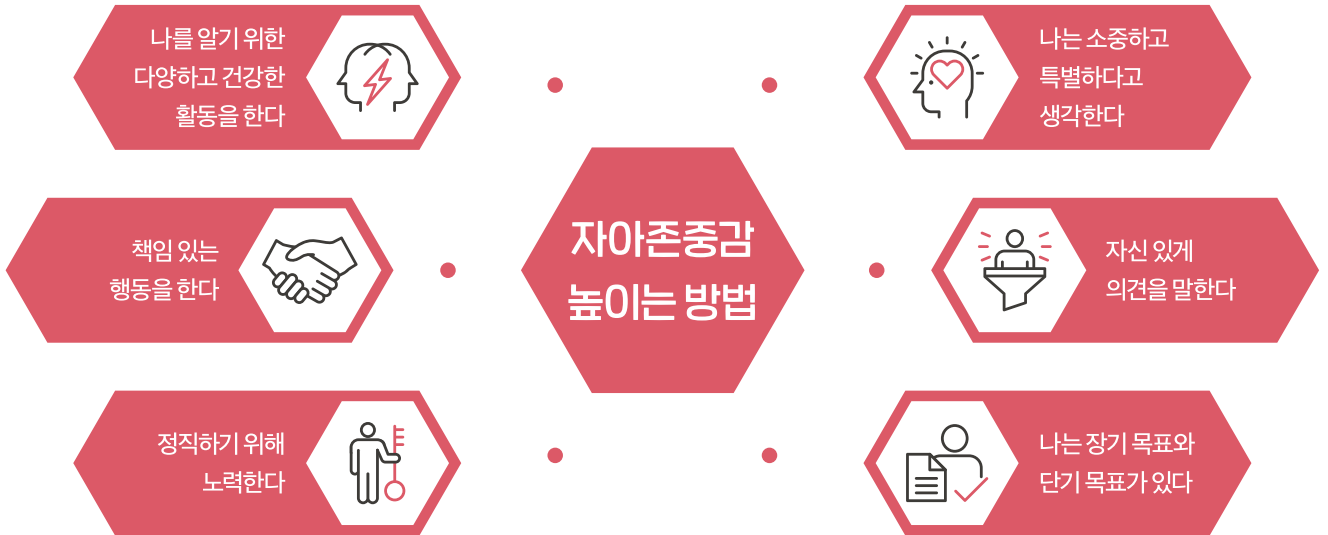 나를 알기 위한
다양하고 건강한
활동을 한다
나는 소중하고
특별하다고
생각한다
책임 있는
행동을 한다
자아존중감
높이는 방법
자신 있게
의견을 말한다
정직하기 위해
노력한다
나는 장기 목표와
단기 목표가 있다